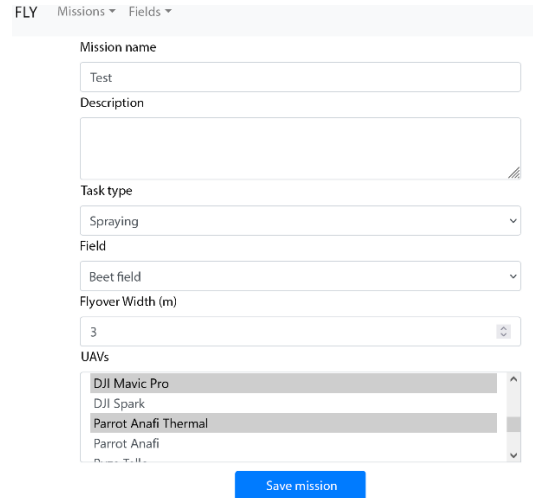 FLY Missions Fields
Mission name
Test
Description
Task type
Spraying
Field
Beet field
Flyover Width (m)
3
UAVs
DJI Mavic Pro
DJI Spark
Parrot Anafi Thermal
Parrot Anafi
Save mission